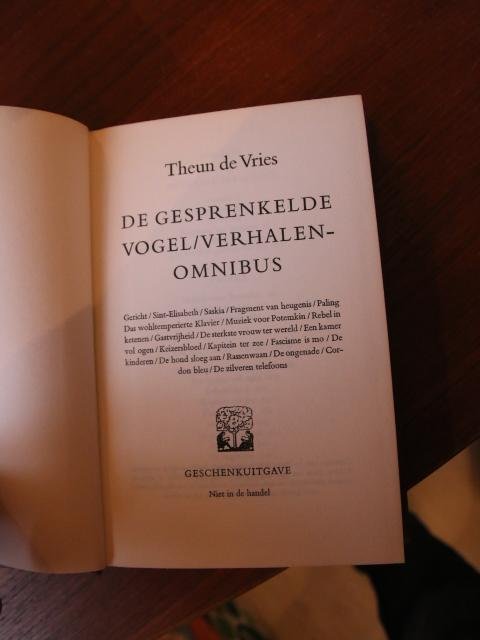 Theun de Vries
DE GESPRENKELDE
VOGEL/VERHALEN-
OMNIBUS
Gericht / Sint-Elisabeth / Saskia / Fragment van heugenis / Paling
Das wohltemperierte Klavier / Muziek voor Potemkin / Rebel in
ketenen / Gastvrijheid / De sterkste vrouw ter wereld / Een kamer
vol ogen / Keizersbloed / Kapitein ter zee / Fascisme is mo / De
kinderen / De hond sloeg aan / Rassenwaan / De ongenade / Cor-
don bleu / De zilveren telefoons
GESCHENKUITGAVE
Niet in de handel